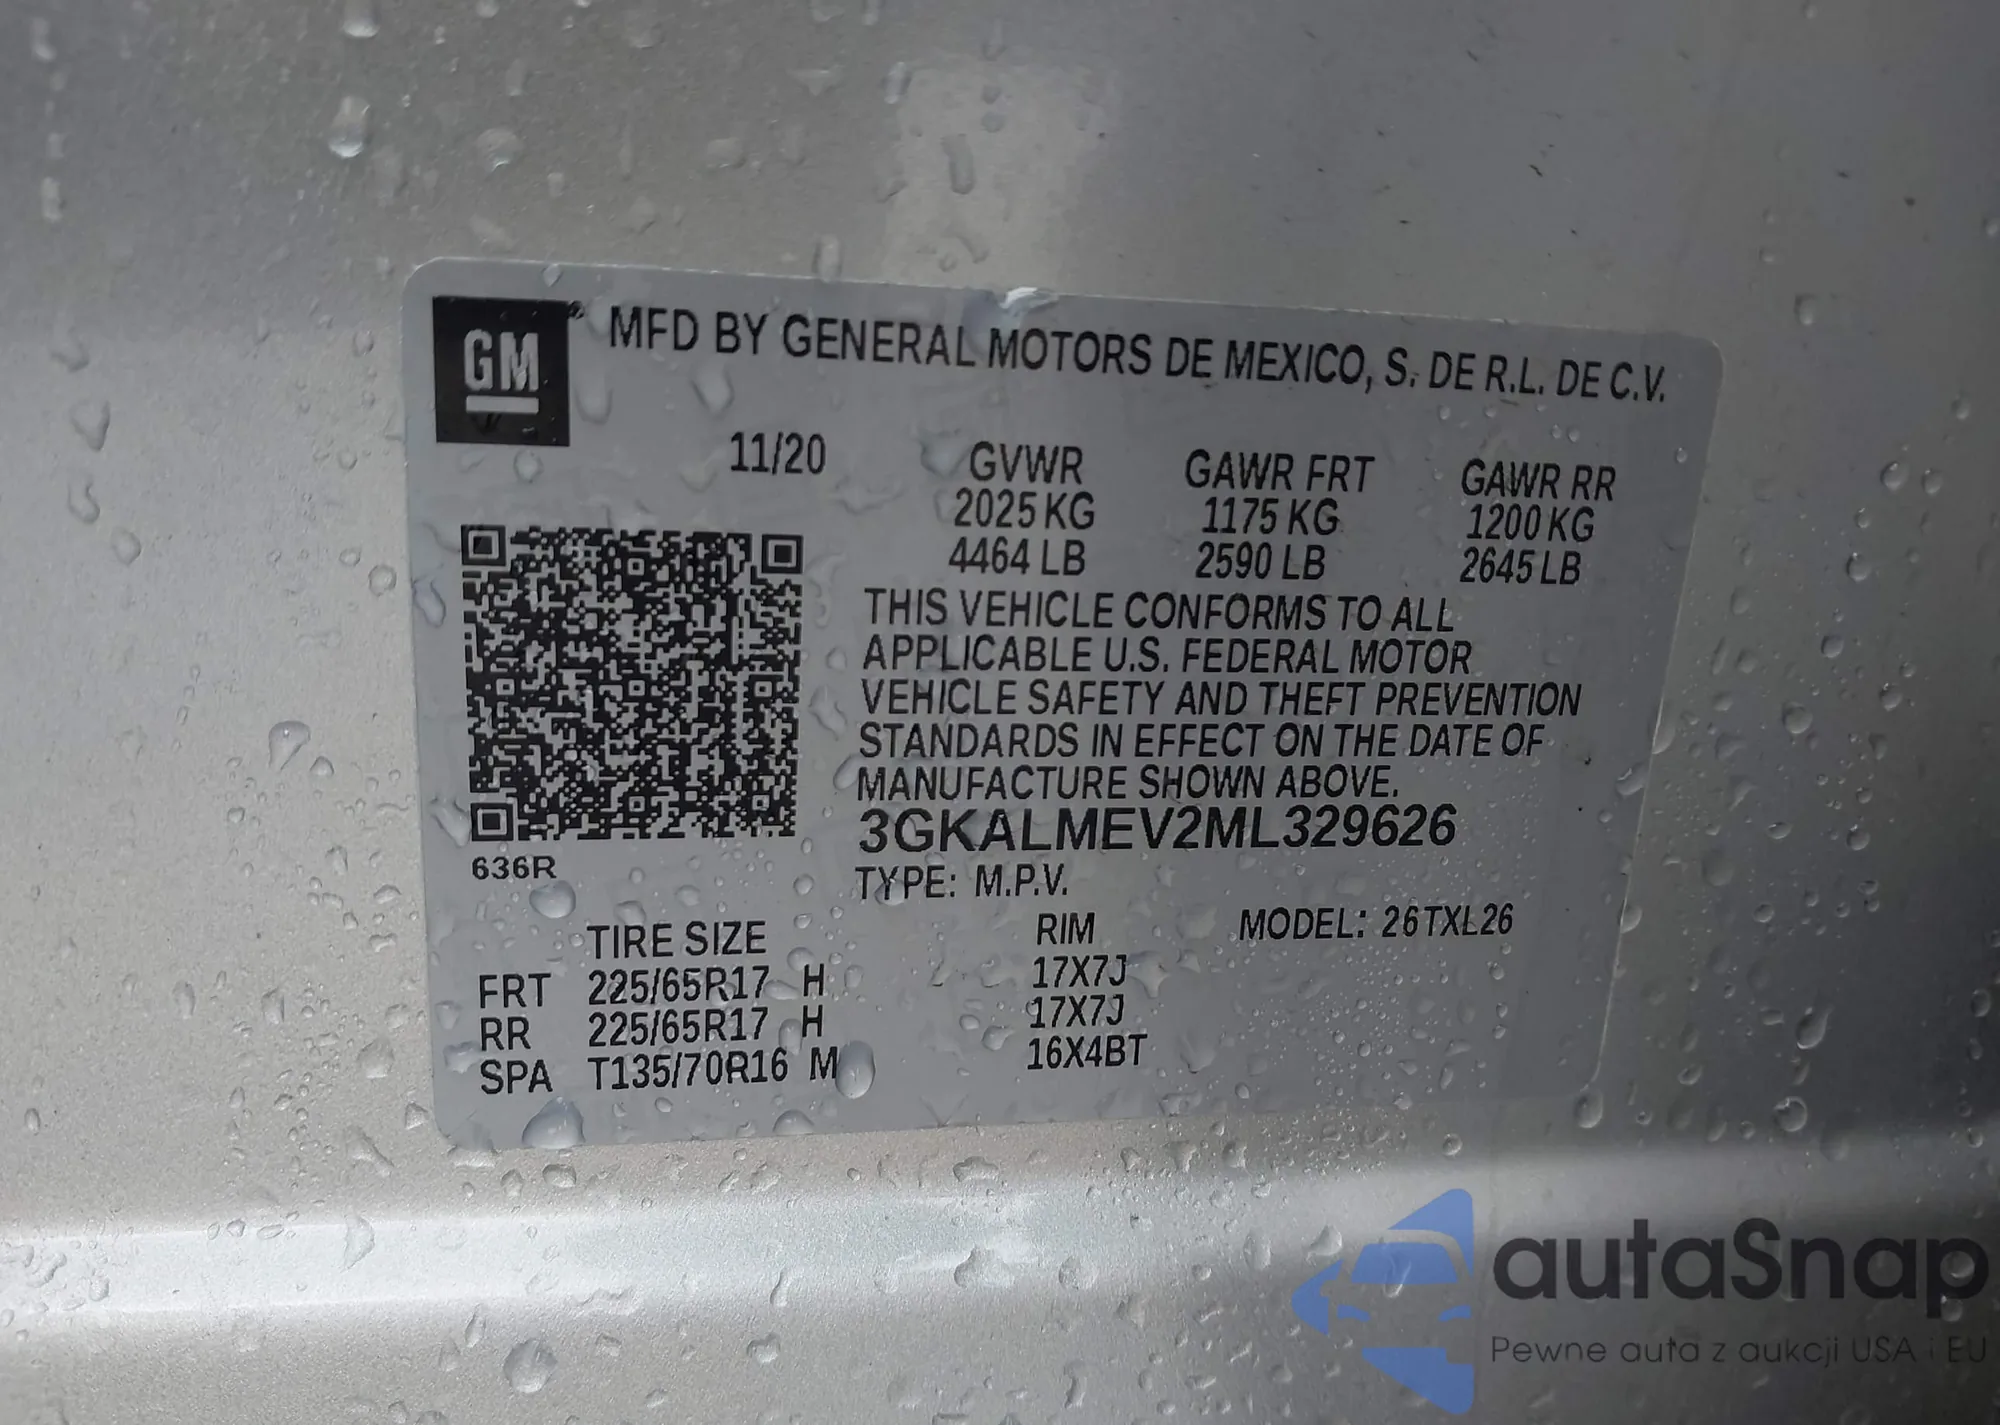 GM
MFD BY GENERAL MOTORS DE MEXICO, S. DE R.L. DE C.V.
11/20 GVWR GAWR FRT GAWR RR
2025 KG 1175 KG 1200 KG
4464 LB 2590 LB 2645 LB
THIS VEHICLE CONFORMS TO ALL
APPLICABLE U.S. FEDERAL MOTOR
VEHICLE SAFETY AND THEFT PREVENTION
STANDARDS IN EFFECT ON THE DATE OF
MANUFACTURE SHOWN ABOVE.
3GKALMEV2ML329626
636R
TYPE: M.P.V.
TIRE SIZE RIM MODEL: 26TXL26
FRT 225/65R17 H 17X7J
RR 225/65R17 H 17X7J
SPA T135/70R16 M 16X4BT
autaSnap
Pewne auta z aukcji USA i EU